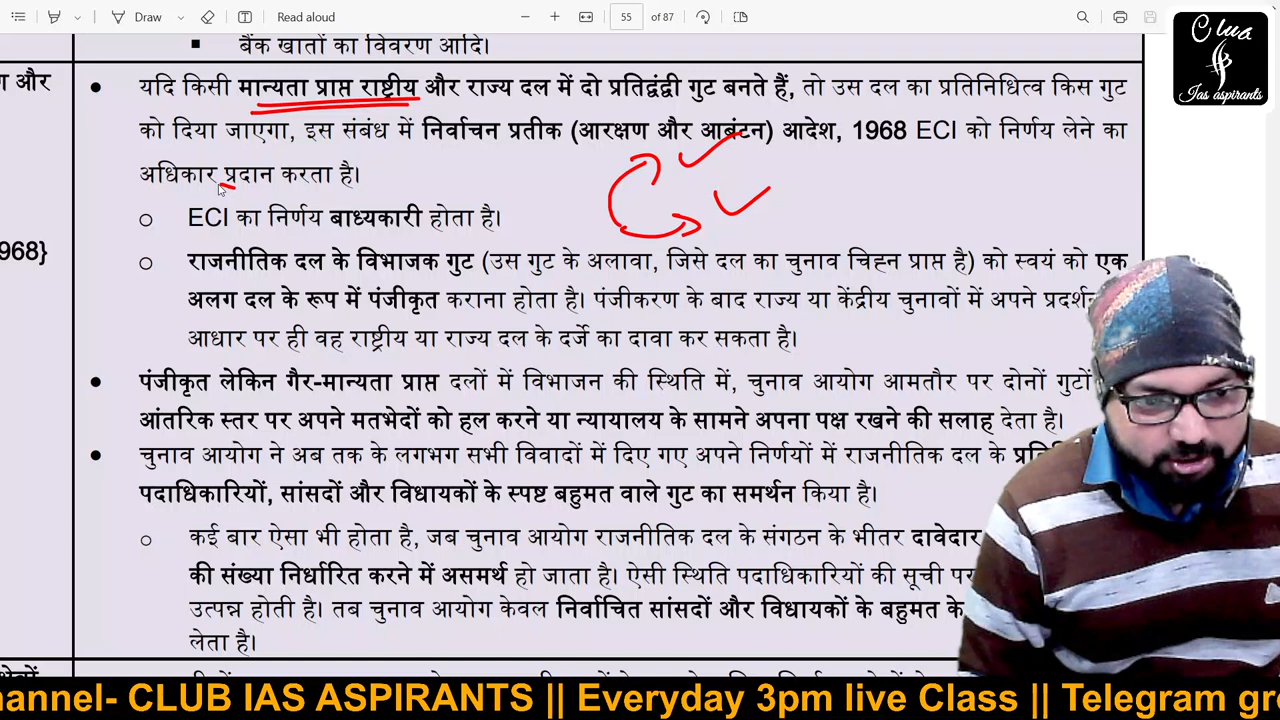 Draw
Read aloud
55
of 87
Clua
Ias aspirants
▪ बैंक खातों का विवरण आदि।
ण और
• यदि किसी मान्यता प्राप्त राष्ट्रीय और राज्य दल में दो प्रतिद्वंद्वी गुट बनते हैं, तो उस दल का प्रतिनिधित्व किस गुट
को दिया जाएगा, इस संबंध में निर्वाचन प्रतीक (आरक्षण और आबंटन) आदेश, 1968 ECI को निर्णय लेने का
अधिकार प्रदान करता है।
o ECI का निर्णय बाध्यकारी होता है।
1968}
o राजनीतिक दल के विभाजक गुट (उस गुट के अलावा, जिसे दल का चुनाव चिह्न प्राप्त है) को स्वयं को एक
अलग दल के रूप में पंजीकृत कराना होता है। पंजीकरण के बाद राज्य या केंद्रीय चुनावों में अपने प्रदर्शन
आधार पर ही वह राष्ट्रीय या राज्य दल के दर्जे का दावा कर सकता है।
• पंजीकृत लेकिन गैर-मान्यता प्राप्त दलों में विभाजन की स्थिति में, चुनाव आयोग आमतौर पर दोनों गुटों
आंतरिक स्तर पर अपने मतभेदों को हल करने या न्यायालय के सामने अपना पक्ष रखने की सलाह देता है।
• चुनाव आयोग ने अब तक के लगभग सभी विवादों में दिए गए अपने निर्णयों में राजनीतिक दल के
पदाधिकारियों, सांसदों और विधायकों के स्पष्ट बहुमत वाले गुट का समर्थन किया है।
o कई बार ऐसा भी होता है, जब चुनाव आयोग राजनीतिक दल के संगठन के भीतर दावेदार
की संख्या निर्धारित करने में असमर्थ हो जाता है। ऐसी स्थिति पदाधिकारियों की सूची पर
उत्पन्न होती है। तब चुनाव आयोग केवल निर्वाचित सांसदों और विधायकों के बहुमत के
लेता है।
hannel- CLUB IAS ASPIRANTS || Everyday 3pm live Class || Telegram gr